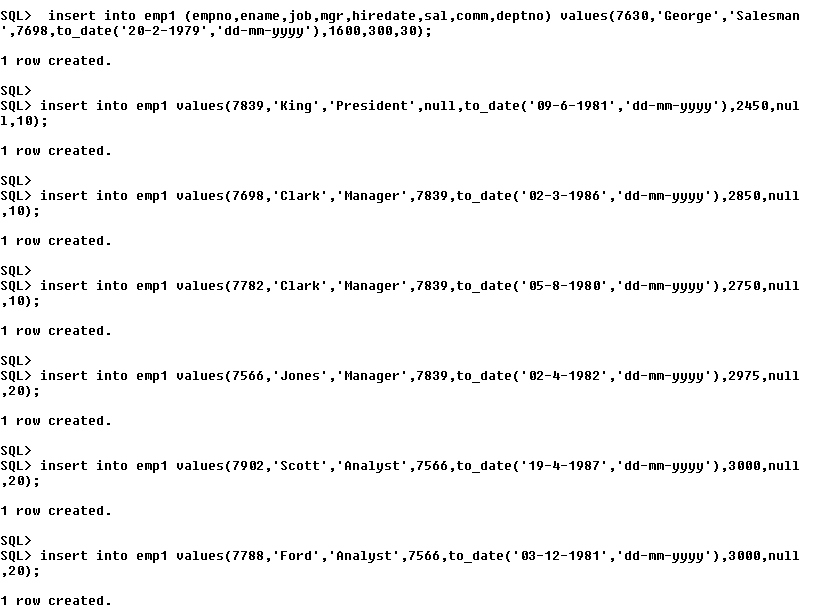 SQL>  insert into emp1 (empno,ename,job,mgr,hiredate,sal,comm,deptno) values(7630,'George','Salesman
',7698,to_date('20-2-1979','dd-mm-yyyy'),1600,300,30);
1 row created.
SQL>
SQL> insert into emp1 values(7839,'King','President',null,to_date('09-6-1981','dd-mm-yyyy'),2450,nul
l,10);
1 row created.
SQL>
SQL> insert into emp1 values(7698,'Clark','Manager',7839,to_date('02-3-1986','dd-mm-yyyy'),2850,null
,10);
1 row created.
SQL>
SQL> insert into emp1 values(7782,'Clark','Manager',7839,to_date('05-8-1980','dd-mm-yyyy'),2750,null
,10);
1 row created.
SQL>
SQL> insert into emp1 values(7566,'Jones','Manager',7839,to_date('02-4-1982','dd-mm-yyyy'),2975,null
,20);
1 row created.
SQL>
SQL> insert into emp1 values(7902,'Scott','Analyst',7566,to_date('19-4-1987','dd-mm-yyyy'),3000,null
,20);
1 row created.
SQL>
SQL> insert into emp1 values(7788,'Ford','Analyst',7566,to_date('03-12-1981','dd-mm-yyyy'),3000,null
,20);
1 row created.